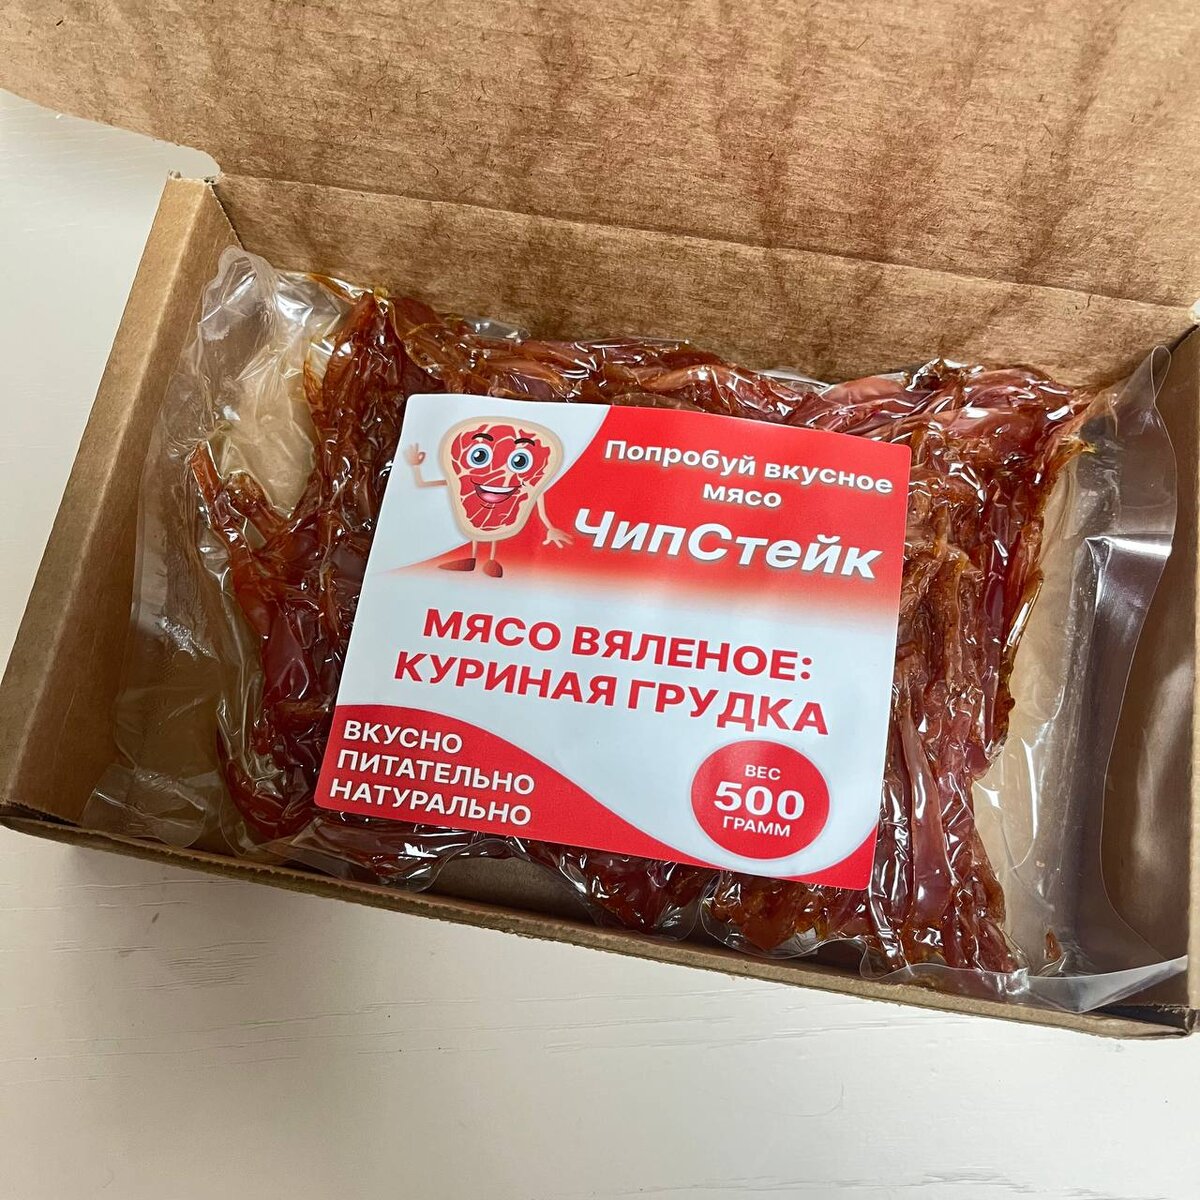 Попробуй вкусное
мясо
ЧипСтейк
МЯСО ВЯЛЕНОЕ:
КУРИНАЯ ГРУДКА
ВКУСНО
ПИТАТЕЛЬНО
НАТУРАЛЬНО
ВЕС
500
ГРАММ